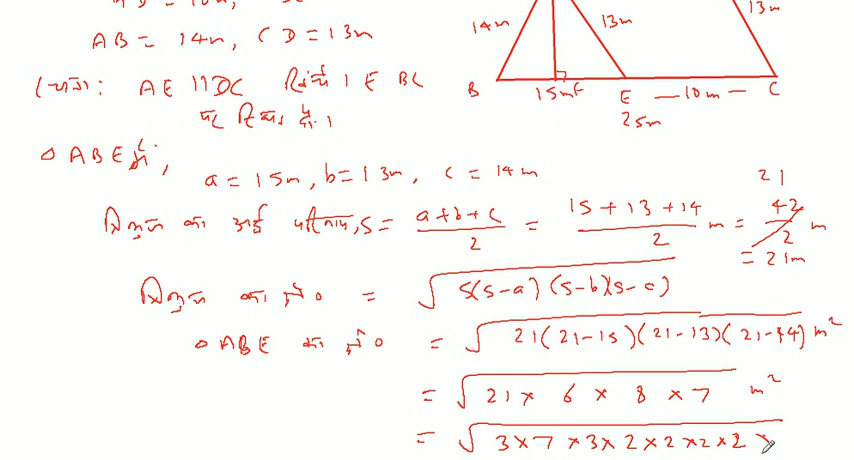 AB = 14m, CD = 13m
14m
13m
13m
रचना: AE || DC खींचा। E BC
B
15m F
E
10m
C
पर स्थित है।
25m
△ABE में,
a = 15m, b = 13m, c = 14m
त्रिभुज का अर्द्ध परिमाप, S = a+b+c / 2 = 15+13+14 / 2 m = 42 / 2 m
21
= 21m
त्रिभुज का क्षे० = √ s(s-a)(s-b)(s-c)
△ABE का क्षे० = √ 21(21-15)(21-13)(21-14) m²
= √ 21 × 6 × 8 × 7 m²
= √ 3×7×3×2×2×2×2×